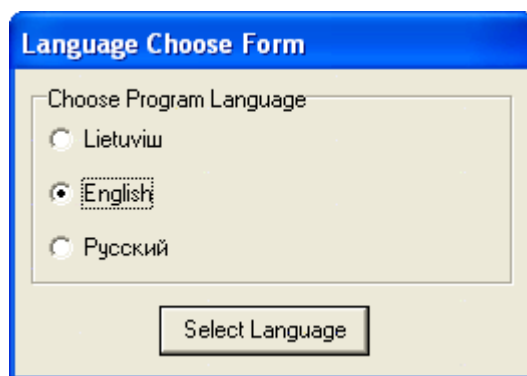 Language Choose Form
Choose Program Language
Lietuviш
English
Русский
Select Language